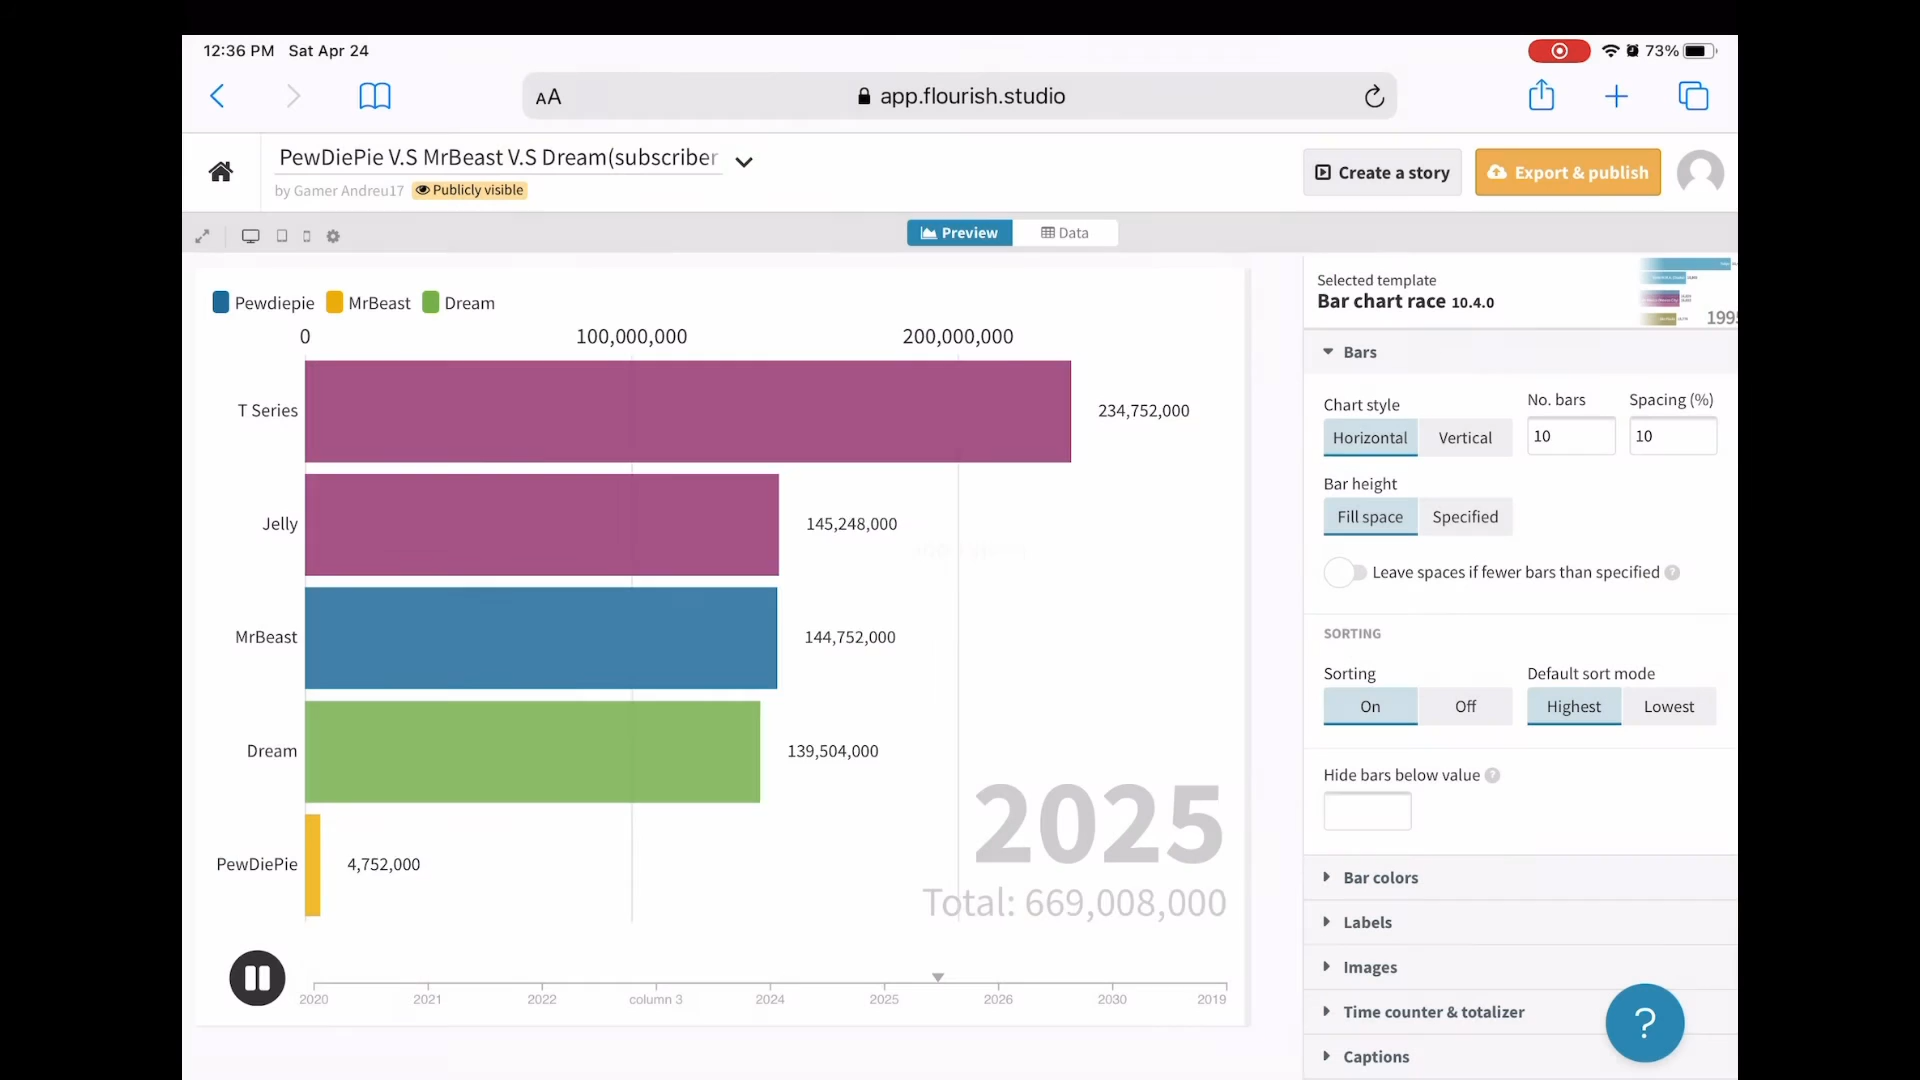 12:36 PM Sat Apr 24
73%
AA
app.flourish.studio
PewDiePie V.S MrBeast V.S Dream(subscriber
by Gamer Andreu17
Publicly visible
Create a story
Export & publish
Preview
Data
Pewdiepie
MrBeast
Dream
0
100,000,000
200,000,000
T Series
234,752,000
Jelly
145,248,000
MrBeast
144,752,000
Dream
139,504,000
PewDiePie
4,752,000
2025
Total: 669,008,000
2020
2021
2022
column 3
2024
2025
2026
2030
2019
Selected template
Bar chart race 10.4.0
199
Bars
Chart style
No. bars
Spacing (%)
Horizontal
Vertical
10
10
Bar height
Fill space
Specified
Leave spaces if fewer bars than specified ?
SORTING
Sorting
Default sort mode
On
Off
Highest
Lowest
Hide bars below value ?
Bar colors
Labels
Images
Time counter & totalizer
?
Captions